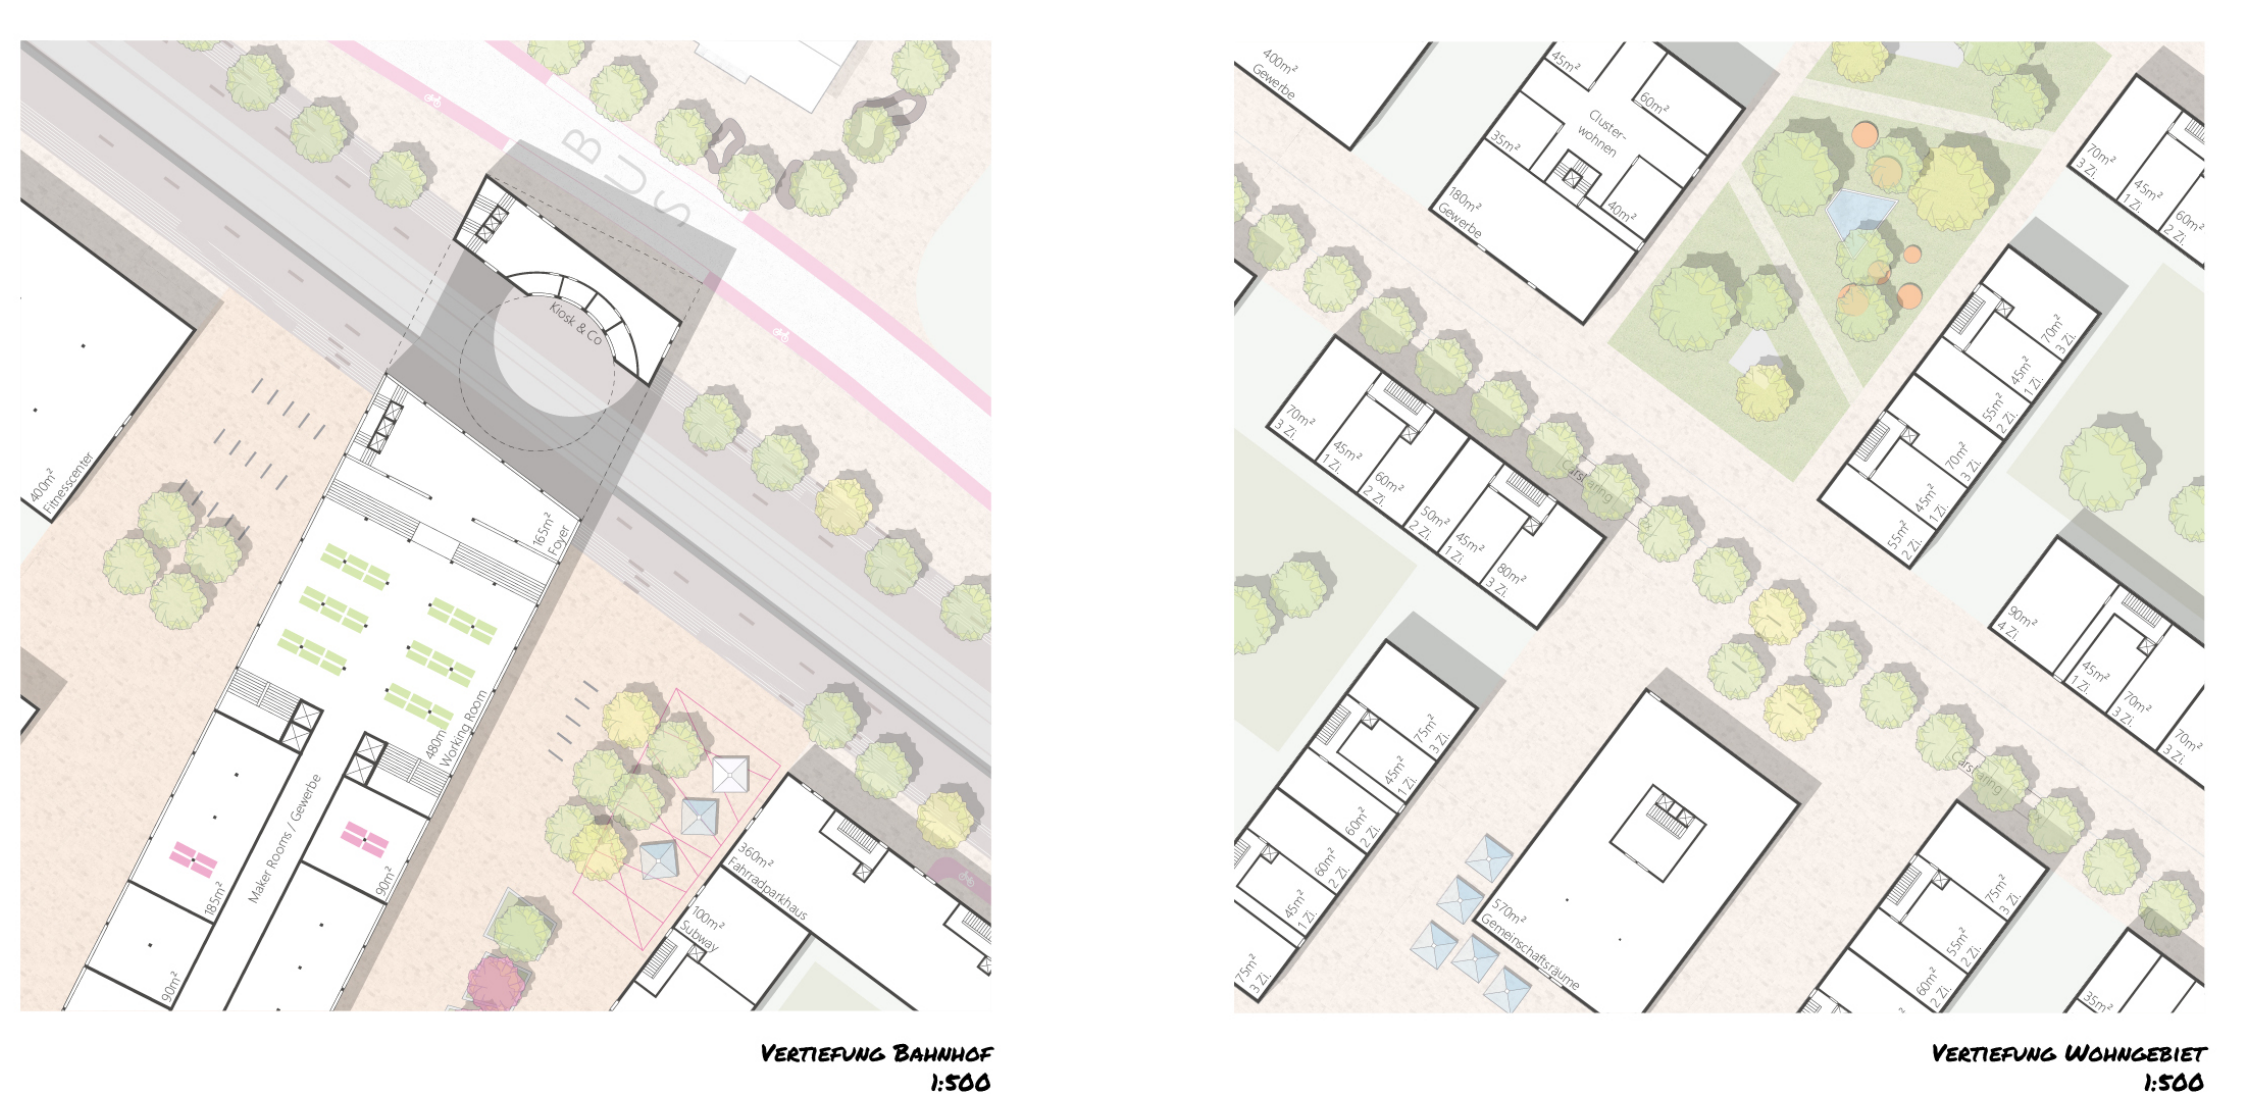 BUS
Kiosk & Co
400m²
Fitnesscenter
165m²
Foyer
480m
Working Room
Maker Rooms / Gewerbe
185m²
90m²
90m²
360m²
Fahrradparkhaus
100m²
Subway
VERTIEFUNG BAHNHOF
1:500
400m²
Gewerbe
45m²
60m²
Cluster-
wohnen
35m²
40m²
180m²
Gewerbe
70m²
3 Zi.
45m²
1 Zi.
60m²
2 Zi.
70m²
3 Zi.
45m²
1 Zi.
55m²
2 Zi.
70m²
3 Zi.
45m²
1 Zi.
55m²
2 Zi.
70m²
3 Zi.
45m²
1 Zi.
60m²
2 Zi.
50m²
2 Zi.
45m²
1 Zi.
80m²
3 Zi.
Carsharing
90m²
4 Zi.
45m²
1 Zi.
70m²
3 Zi.
70m²
3 Zi.
75m²
3 Zi.
45m²
1 Zi.
60m²
2 Zi.
60m²
2 Zi.
45m²
1 Zi.
75m²
3 Zi.
Carsharing
570m²
Gemeinschaftsräume
75m²
3 Zi.
55m²
2 Zi.
60m²
2 Zi.
35m²
VERTIEFUNG WOHNGEBIET
1:500